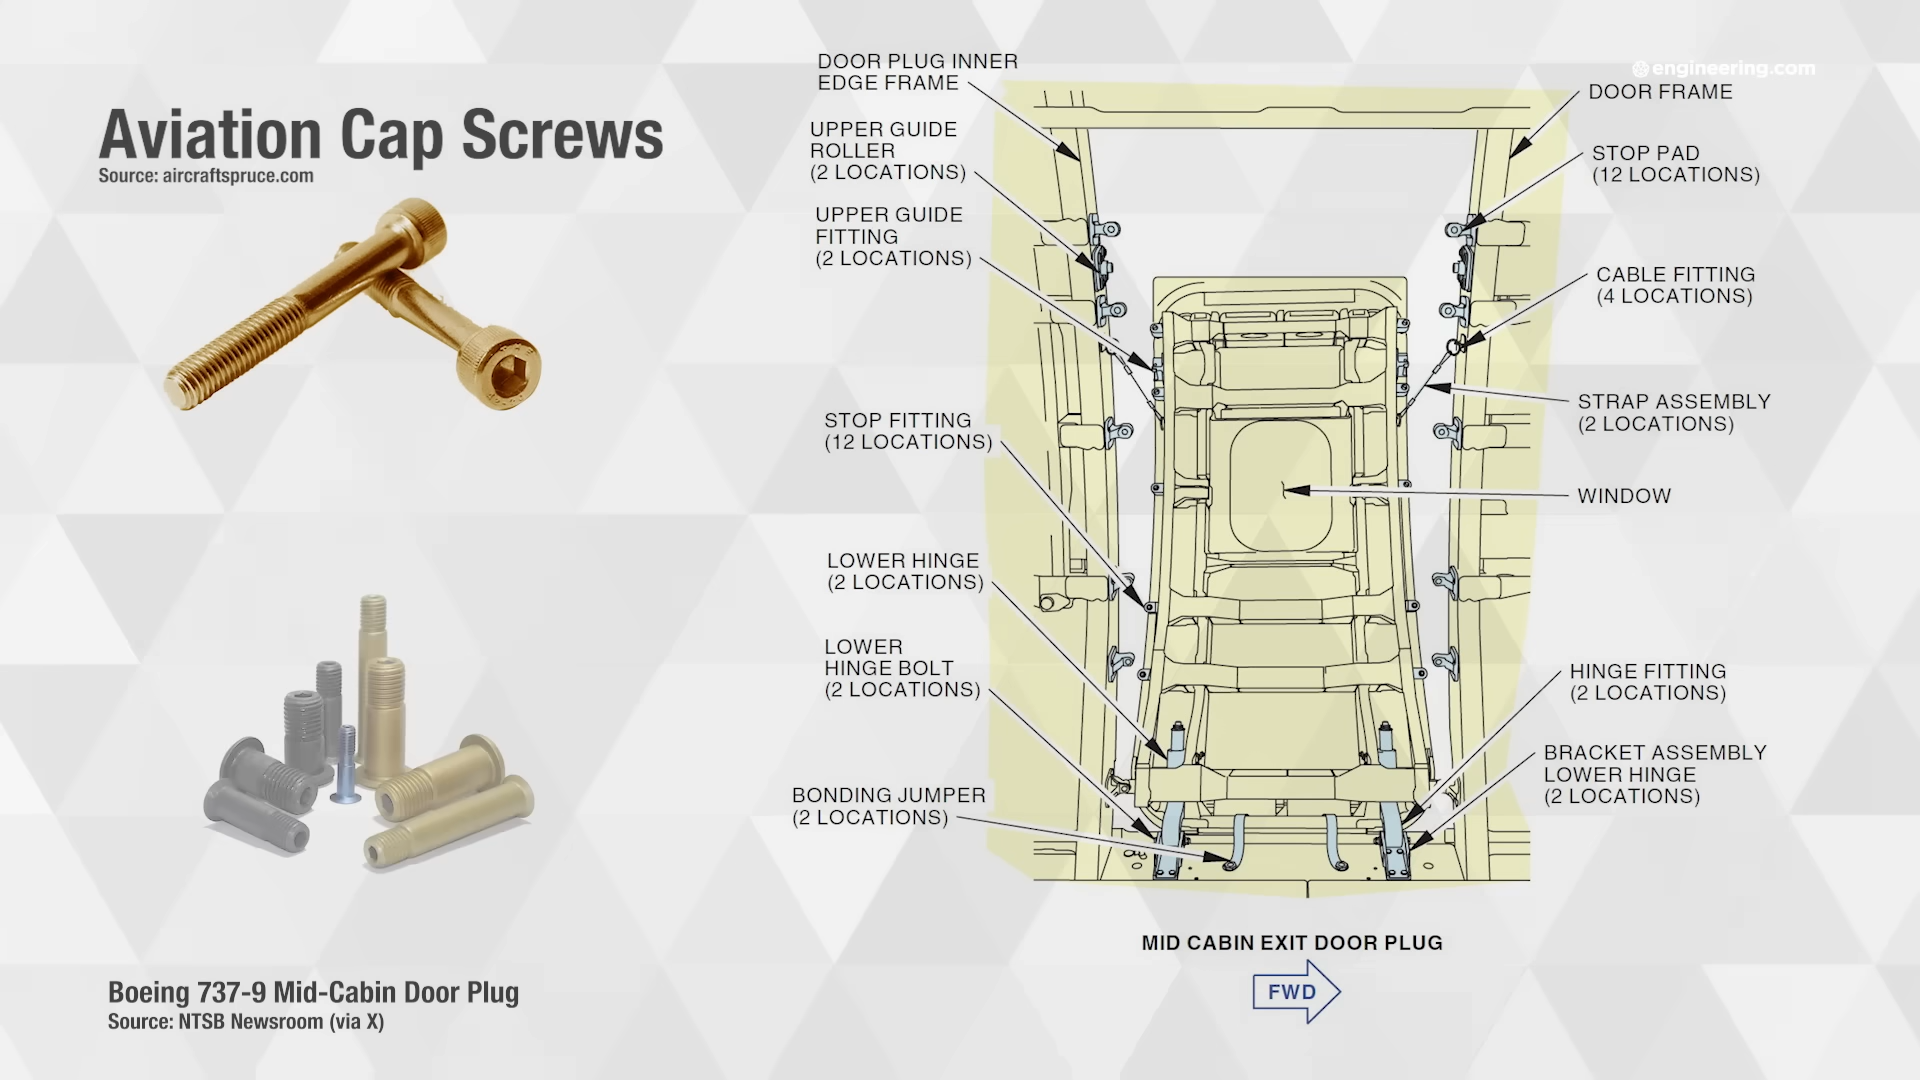 Aviation Cap Screws
Source: aircraftspruce.com
Boeing 737-9 Mid-Cabin Door Plug
Source: NTSB Newsroom (via X)
DOOR PLUG INNER
EDGE FRAME
UPPER GUIDE
ROLLER
(2 LOCATIONS)
UPPER GUIDE
FITTING
(2 LOCATIONS)
STOP FITTING
(12 LOCATIONS)
LOWER HINGE
(2 LOCATIONS)
LOWER
HINGE BOLT
(2 LOCATIONS)
BONDING JUMPER
(2 LOCATIONS)
engineering.com
DOOR FRAME
STOP PAD
(12 LOCATIONS)
CABLE FITTING
(4 LOCATIONS)
STRAP ASSEMBLY
(2 LOCATIONS)
WINDOW
HINGE FITTING
(2 LOCATIONS)
BRACKET ASSEMBLY
LOWER HINGE
(2 LOCATIONS)
MID CABIN EXIT DOOR PLUG
FWD